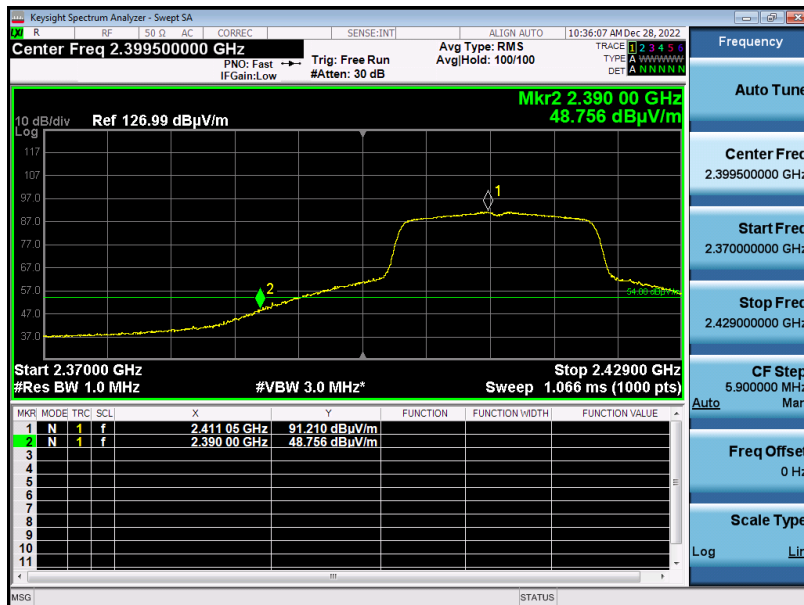 Keysight Spectrum Analyzer - Swept SA
LXI R RF 50 Ω AC CORREC SENSE:INT ALIGN AUTO 10:36:07 AM Dec 28, 2022
Center Freq 2.399500000 GHz
PNO: Fast
IFGain:Low
Trig: Free Run
#Atten: 30 dB
Avg Type: RMS
Avg|Hold: 100/100
TRACE 1 2 3 4 5 6
TYPE A W W W W W
DET A N N N N N
Mkr2 2.390 00 GHz
48.756 dBµV/m
10 dB/div Ref 126.99 dBµV/m
Log
117
107
97.0
87.0
77.0
67.0
57.0
47.0
37.0
1
2
54.00 dBµV/m
Start 2.37000 GHz Stop 2.42900 GHz
#Res BW 1.0 MHz #VBW 3.0 MHz* Sweep 1.066 ms (1000 pts)
MKR MODE TRC SCL X Y FUNCTION FUNCTION WIDTH FUNCTION VALUE
1 N 1 f 2.411 05 GHz 91.210 dBµV/m
2 N 1 f 2.390 00 GHz 48.756 dBµV/m
3
4
5
6
7
8
9
10
11
MSG STATUS
Frequency
Auto Tune
Center Freq
2.399500000 GHz
Start Freq
2.370000000 GHz
Stop Freq
2.429000000 GHz
CF Step
5.900000 MHz
Auto Man
Freq Offset
0 Hz
Scale Type
Log Lin